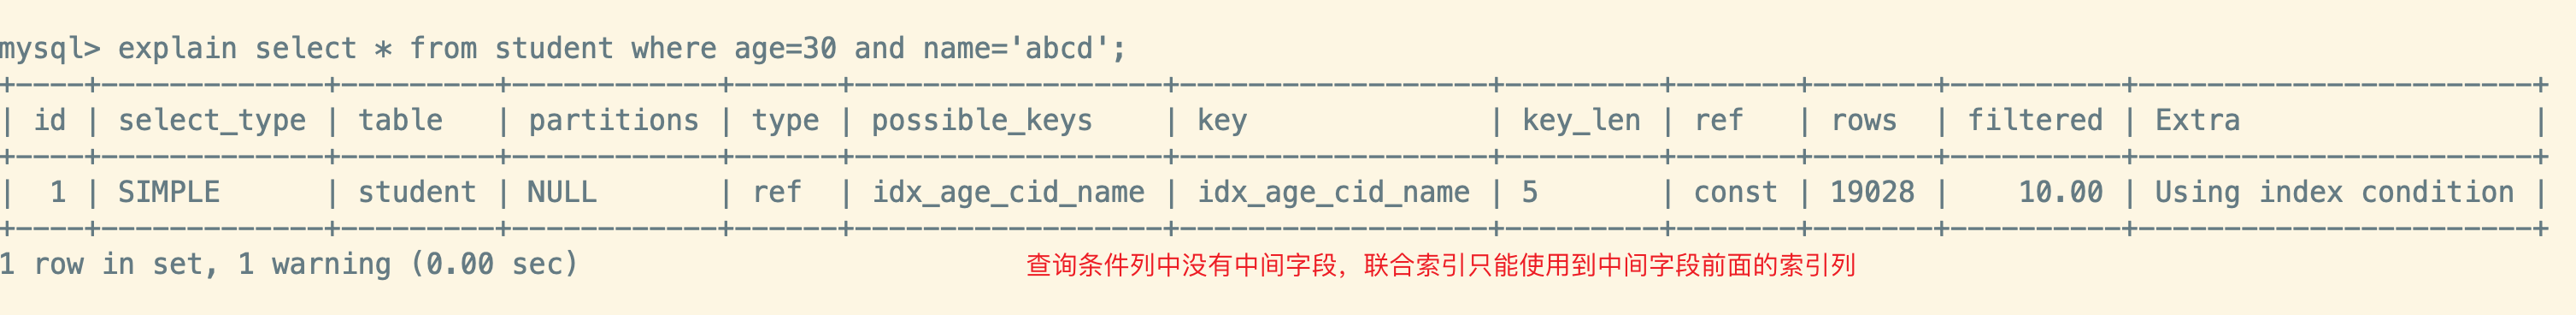 mysql> explain select * from student where age=30 and name='abcd';
+----+-------------+---------+------------+------+------------------+------------------+---------+-------+-------+----------+-----------------------+
| id | select_type | table   | partitions | type | possible_keys    | key              | key_len | ref   | rows  | filtered | Extra                 |
+----+-------------+---------+------------+------+------------------+------------------+---------+-------+-------+----------+-----------------------+
|  1 | SIMPLE      | student | NULL       | ref  | idx_age_cid_name | idx_age_cid_name | 5       | const | 19028 |    10.00 | Using index condition |
+----+-------------+---------+------------+------+------------------+------------------+---------+-------+-------+----------+-----------------------+
1 row in set, 1 warning (0.00 sec)
查询条件列中没有中间字段，联合索引只能使用到中间字段前面的索引列